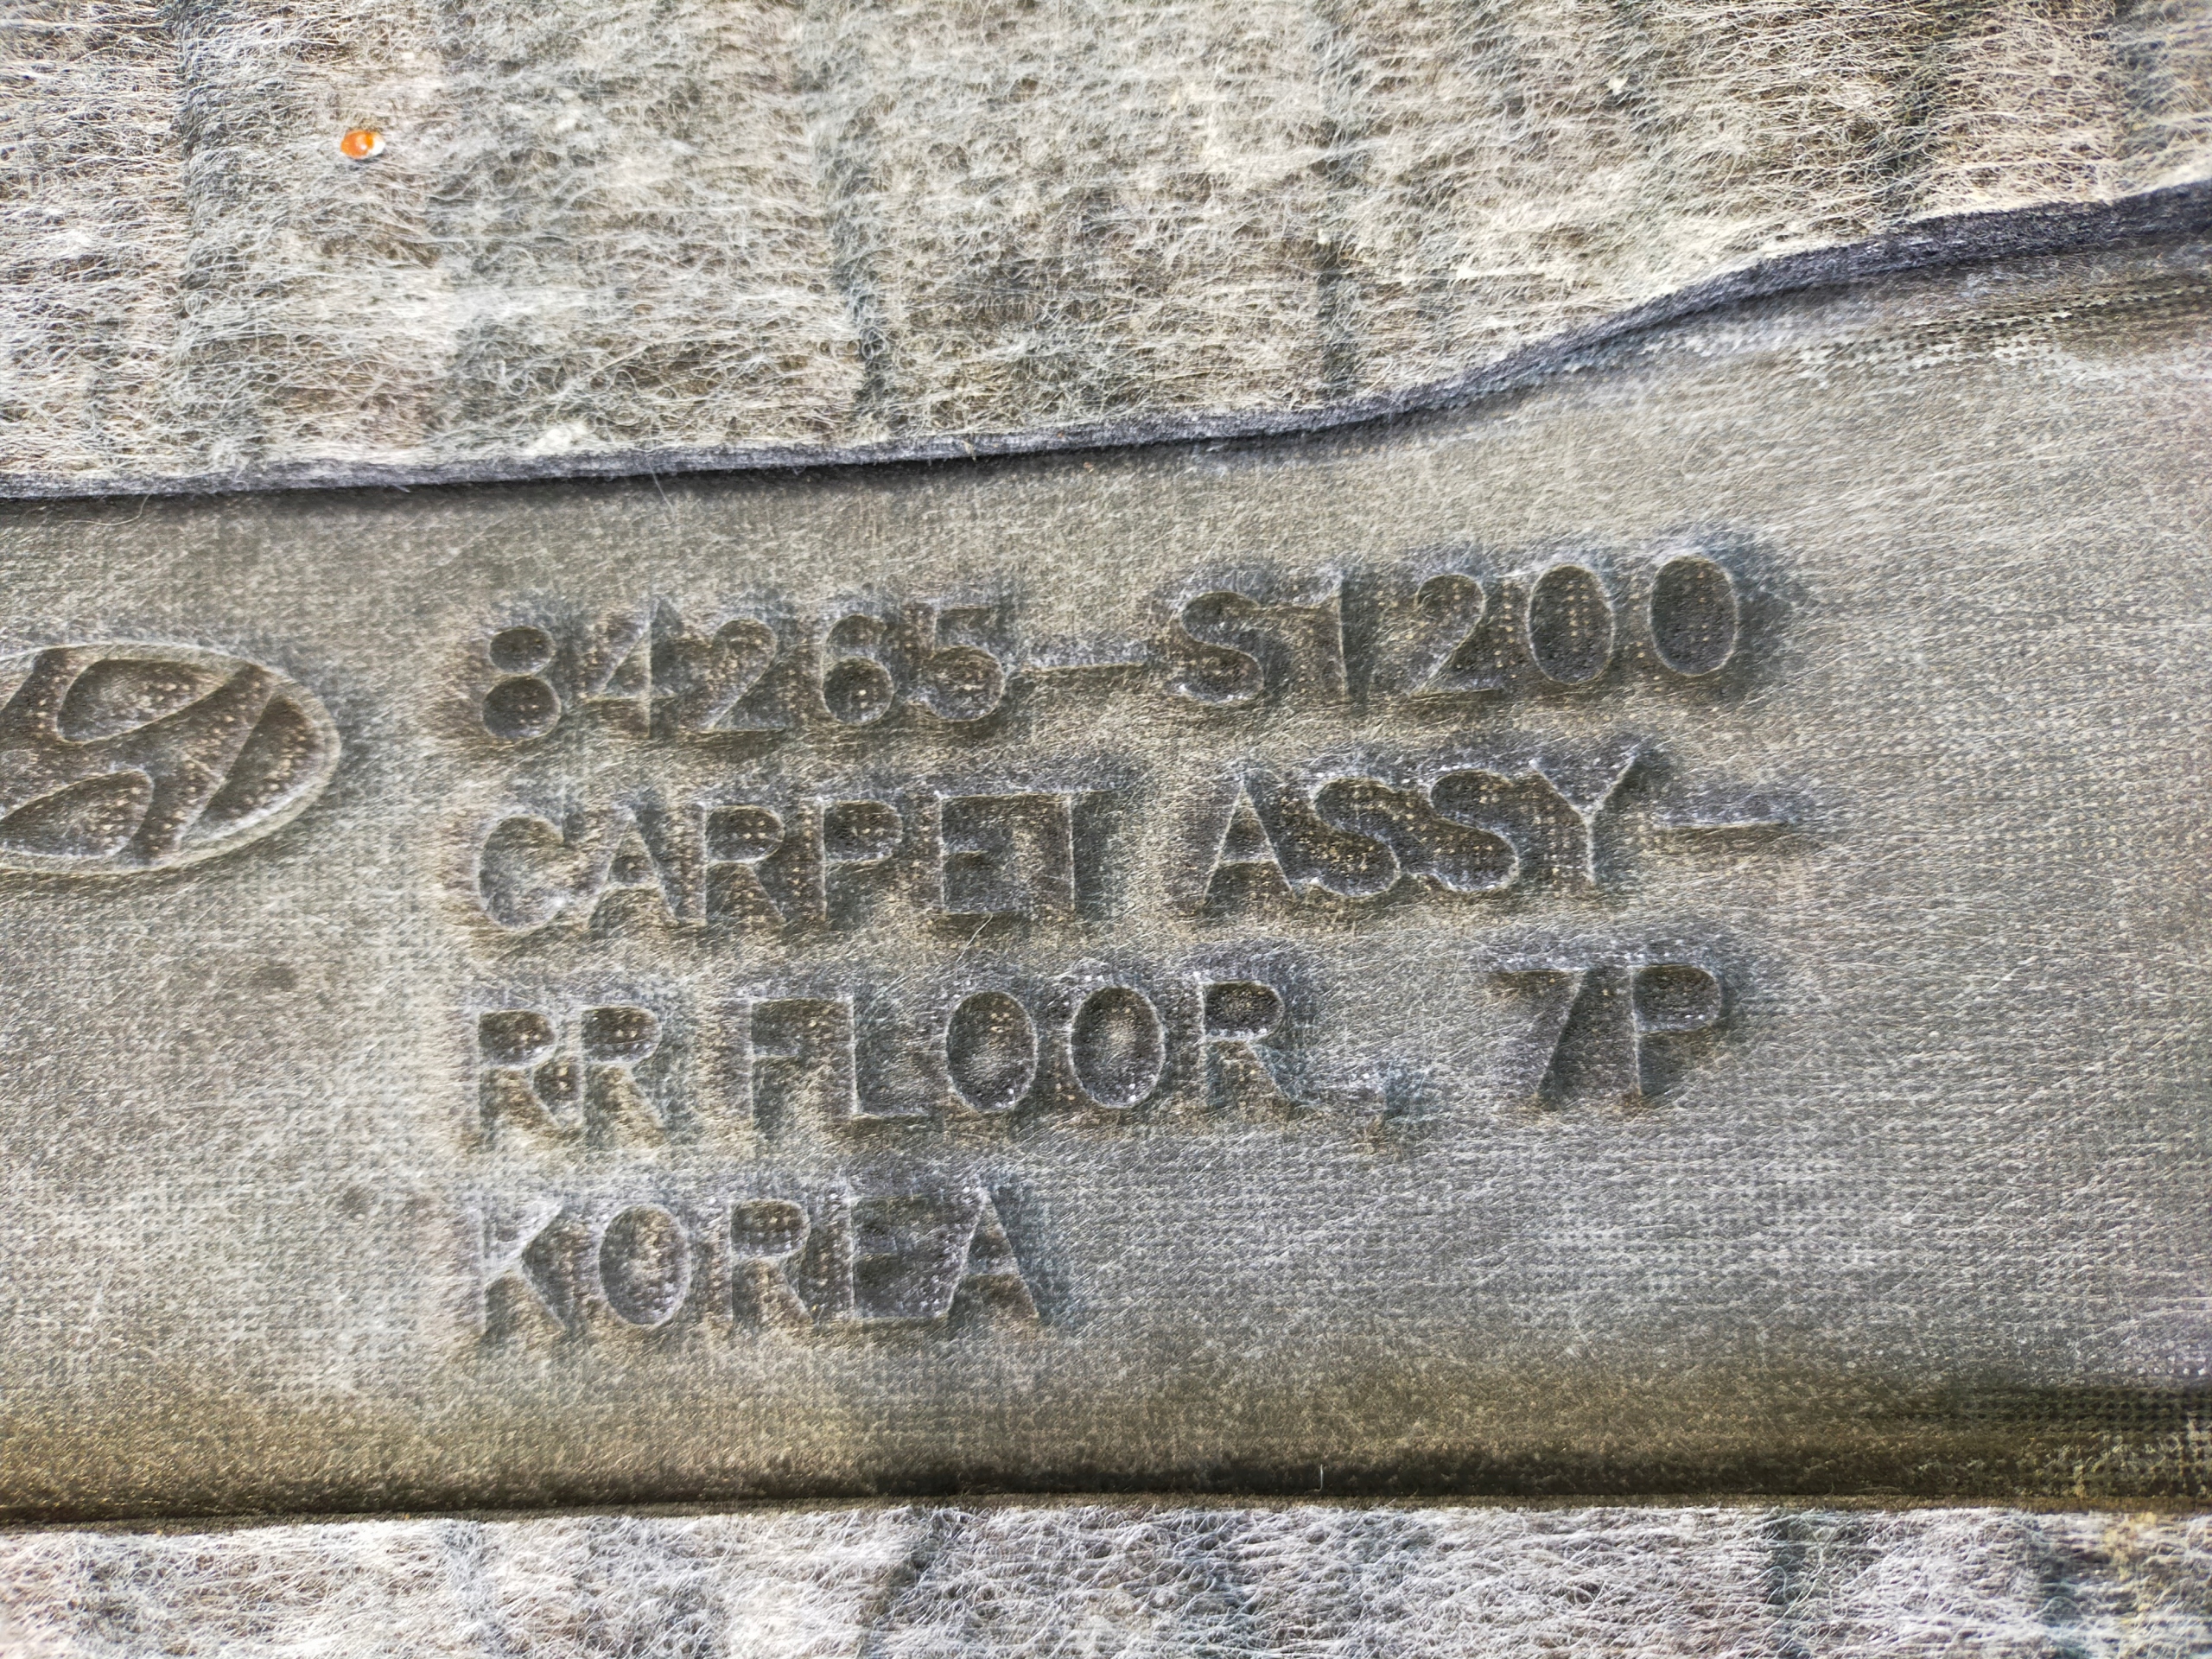 84265-S1200
CARPET ASSY-
RR FLOOR, 7P
KOREA